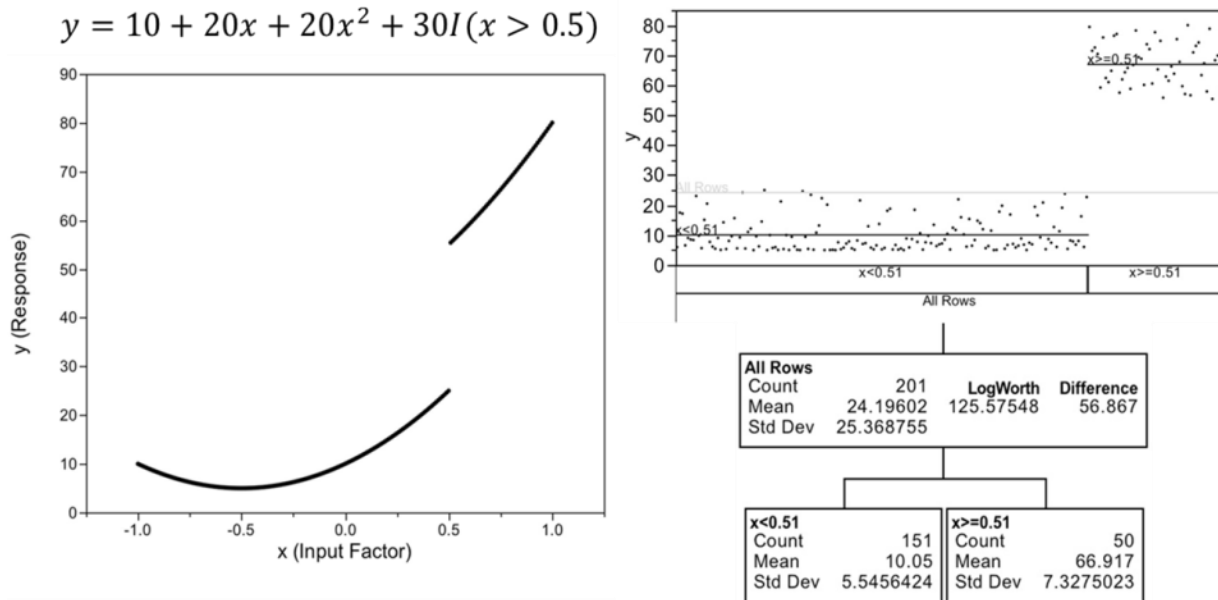 y = 10 + 20x + 20x² + 30I(x > 0.5)
y (Response)
90
80
70
60
50
40
30
20
10
0
-1.0 -0.5 0.0 0.5 1.0
x (Input Factor)
y
80
70
60
50
40
30
20
10
0
x>=0.51
All Rows
x<0.51
x<0.51 x>=0.51
All Rows
All Rows
Count 201 LogWorth Difference
Mean 24.19602 125.57548 56.867
Std Dev 25.368755
x<0.51
Count 151
Mean 10.05
Std Dev 5.5456424
x>=0.51
Count 50
Mean 66.917
Std Dev 7.3275023